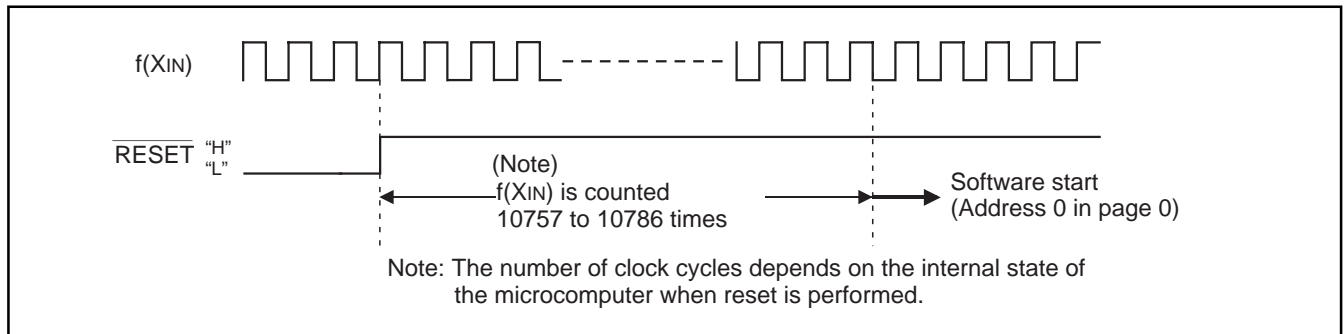 f(XIN)
RESET “H”
“L”
(Note)
f(XIN) is counted
10757 to 10786 times
Software start
(Address 0 in page 0)
Note: The number of clock cycles depends on the internal state of
the microcomputer when reset is performed.